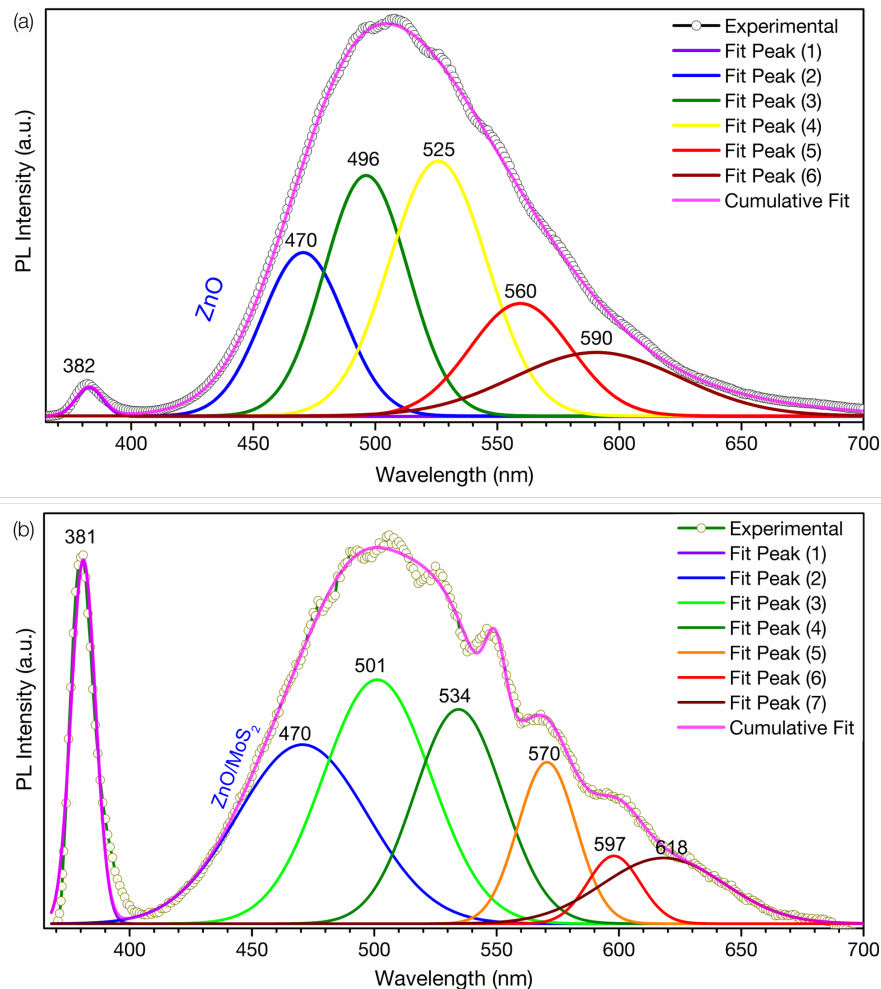 (a)
Experimental
Fit Peak (1)
Fit Peak (2)
Fit Peak (3)
Fit Peak (4)
Fit Peak (5)
Fit Peak (6)
Cumulative Fit
PL Intensity (a.u.)
ZnO
382
470
496
525
560
590
400 450 500 550 600 650 700
Wavelength (nm)
(b)
Experimental
Fit Peak (1)
Fit Peak (2)
Fit Peak (3)
Fit Peak (4)
Fit Peak (5)
Fit Peak (6)
Fit Peak (7)
Cumulative Fit
PL Intensity (a.u.)
ZnO/MoS₂
381
470
501
534
570
597
618
400 450 500 550 600 650 700
Wavelength (nm)